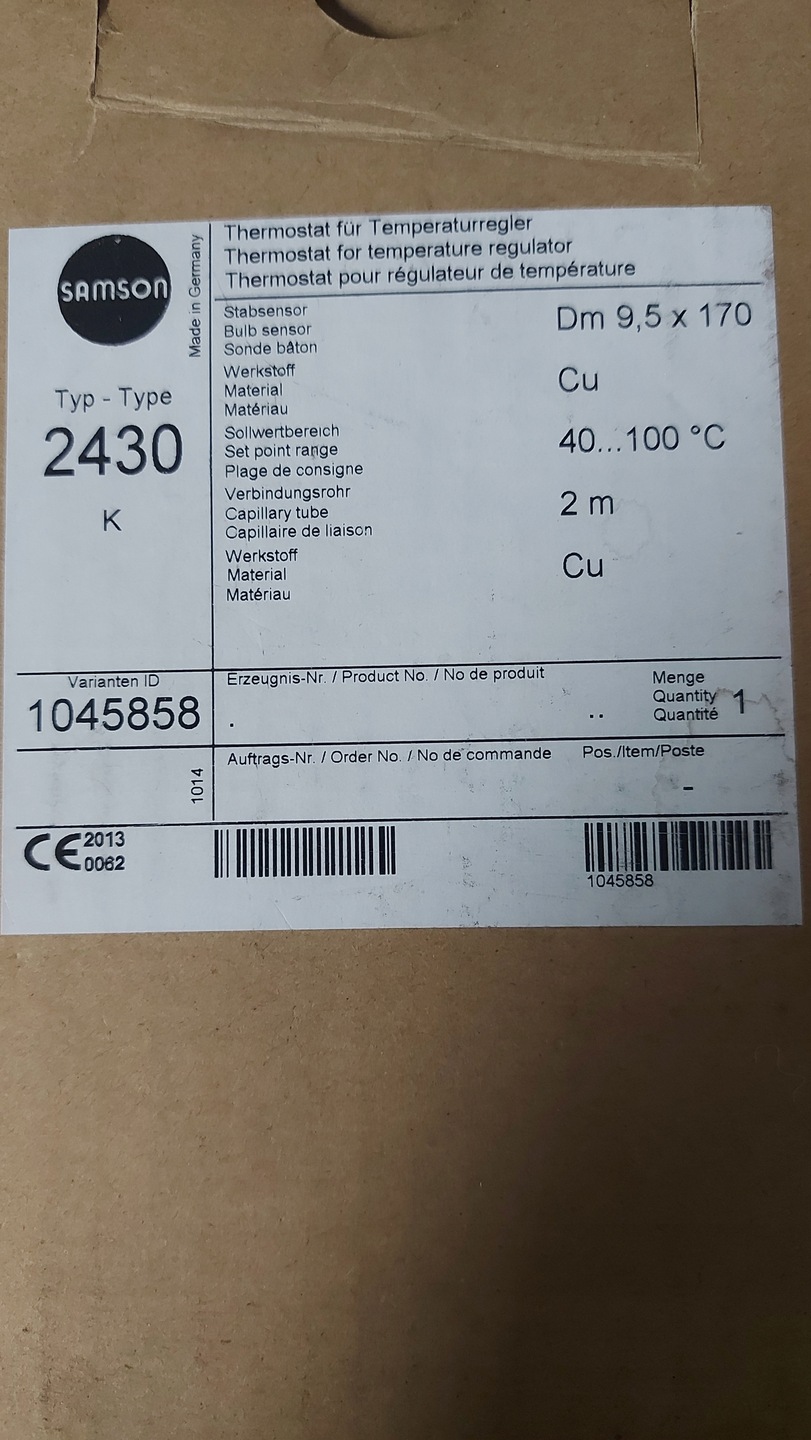 SAMSON
Made in Germany
Typ - Type
2430
K
Thermostat für Temperaturregler
Thermostat for temperature regulator
Thermostat pour régulateur de température
Stabsensor
Bulb sensor
Sonde bâton
Dm 9,5 x 170
Werkstoff
Material
Matériau
Cu
Sollwertbereich
Set point range
Plage de consigne
40...100 °C
Verbindungsrohr
Capillary tube
Capillaire de liaison
2 m
Werkstoff
Material
Matériau
Cu
Varianten ID
1045858
Erzeugnis-Nr. / Product No. / No de produit
. ..
Menge
Quantity
Quantité
1
1014
Auftrags-Nr. / Order No. / No de commande
Pos./Item/Poste
-
CE 2013
0062
1045858